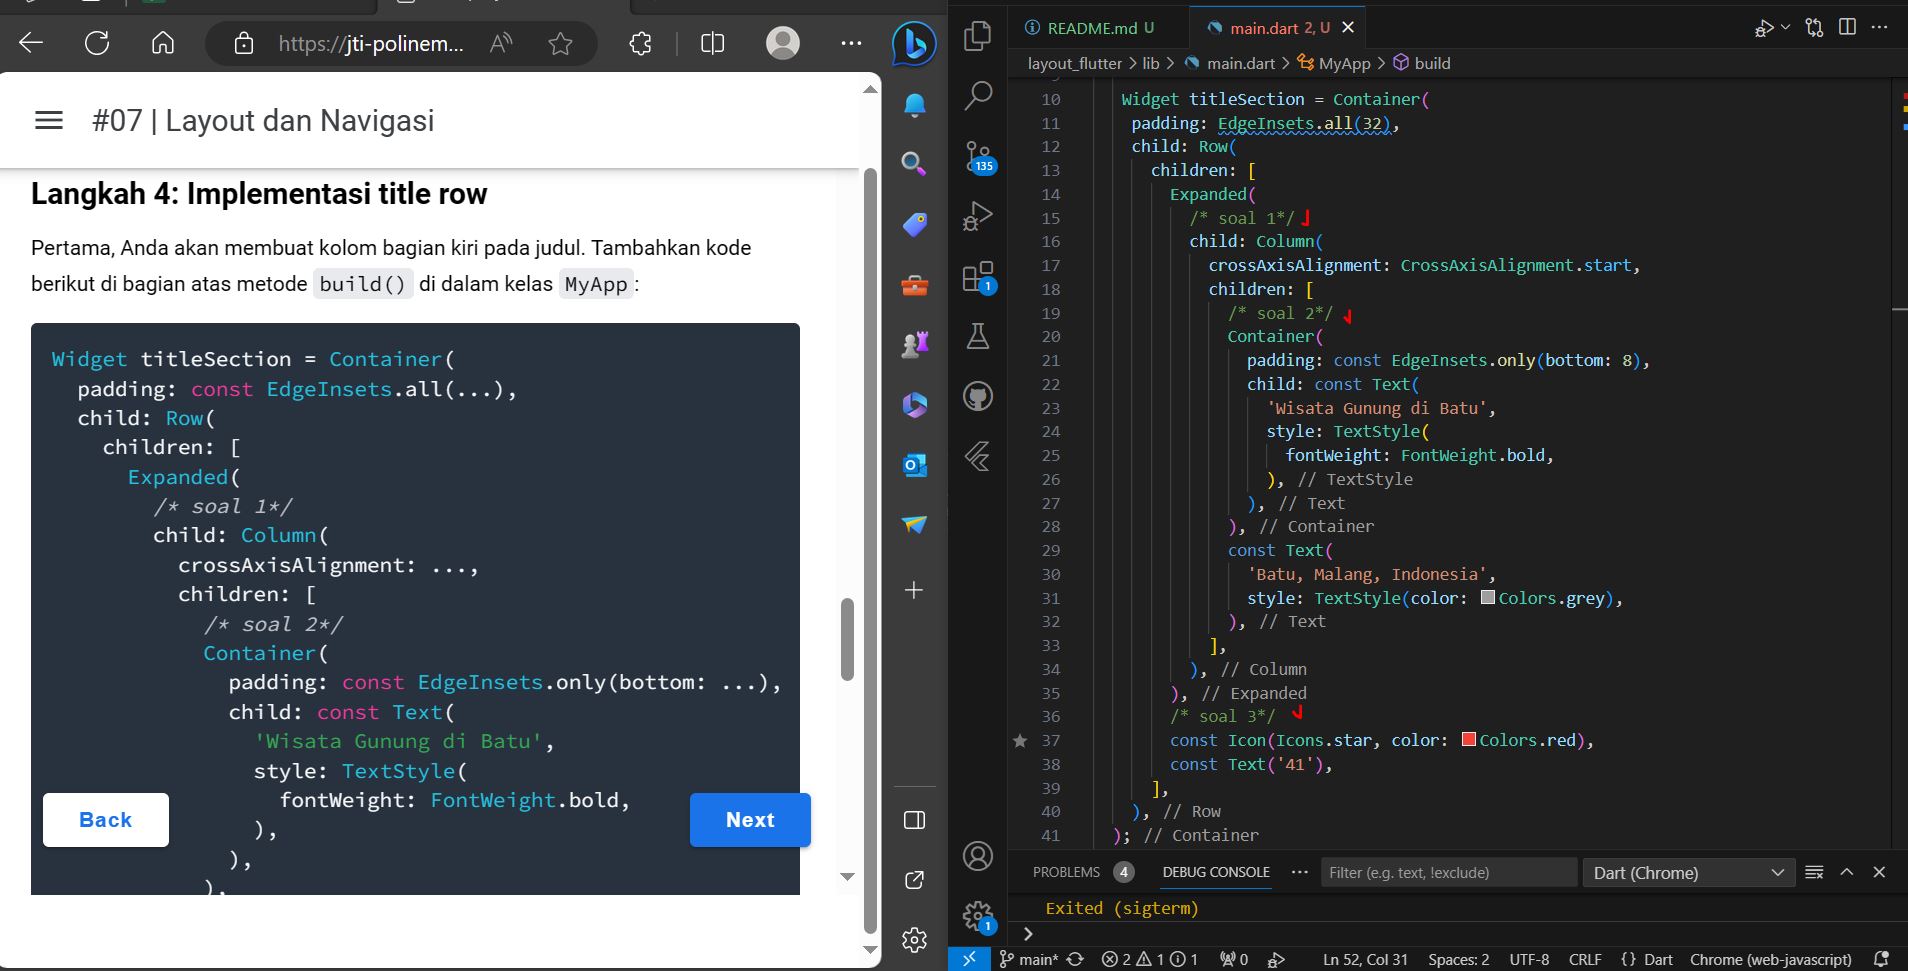 https://jti-polinem...
#07 | Layout dan Navigasi
Langkah 4: Implementasi title row
Pertama, Anda akan membuat kolom bagian kiri pada judul. Tambahkan kode
berikut di bagian atas metode build() di dalam kelas MyApp:
Widget titleSection = Container(
padding: const EdgeInsets.all(...),
child: Row(
children: [
Expanded(
/* soal 1*/
child: Column(
crossAxisAlignment: ...,
children: [
/* soal 2*/
Container(
padding: const EdgeInsets.only(bottom: ...),
child: const Text(
'Wisata Gunung di Batu',
style: TextStyle(
fontWeight: FontWeight.bold,
),
),
),
Back
Next
135
1
1
README.md U
main.dart 2, U
layout_flutter > lib > main.dart > MyApp > build
10 Widget titleSection = Container(
11 padding: EdgeInsets.all(32),
12 child: Row(
13 children: [
14 Expanded(
15 /* soal 1*/
16 child: Column(
17 crossAxisAlignment: CrossAxisAlignment.start,
18 children: [
19 /* soal 2*/
20 Container(
21 padding: const EdgeInsets.only(bottom: 8),
22 child: const Text(
23 'Wisata Gunung di Batu',
24 style: TextStyle(
25 fontWeight: FontWeight.bold,
26 ), // TextStyle
27 ), // Text
28 ), // Container
29 const Text(
30 'Batu, Malang, Indonesia',
31 style: TextStyle(color: Colors.grey),
32 ), // Text
33 ],
34 ), // Column
35 ), // Expanded
36 /* soal 3*/
37 const Icon(Icons.star, color: Colors.red),
38 const Text('41'),
39 ],
40 ), // Row
41 ); // Container
PROBLEMS 4 DEBUG CONSOLE ... Filter (e.g. text, !exclude) Dart (Chrome)
Exited (sigterm)
>
main* 2 1 1 0 Ln 52, Col 31 Spaces: 2 UTF-8 CRLF {} Dart Chrome (web-javascript)